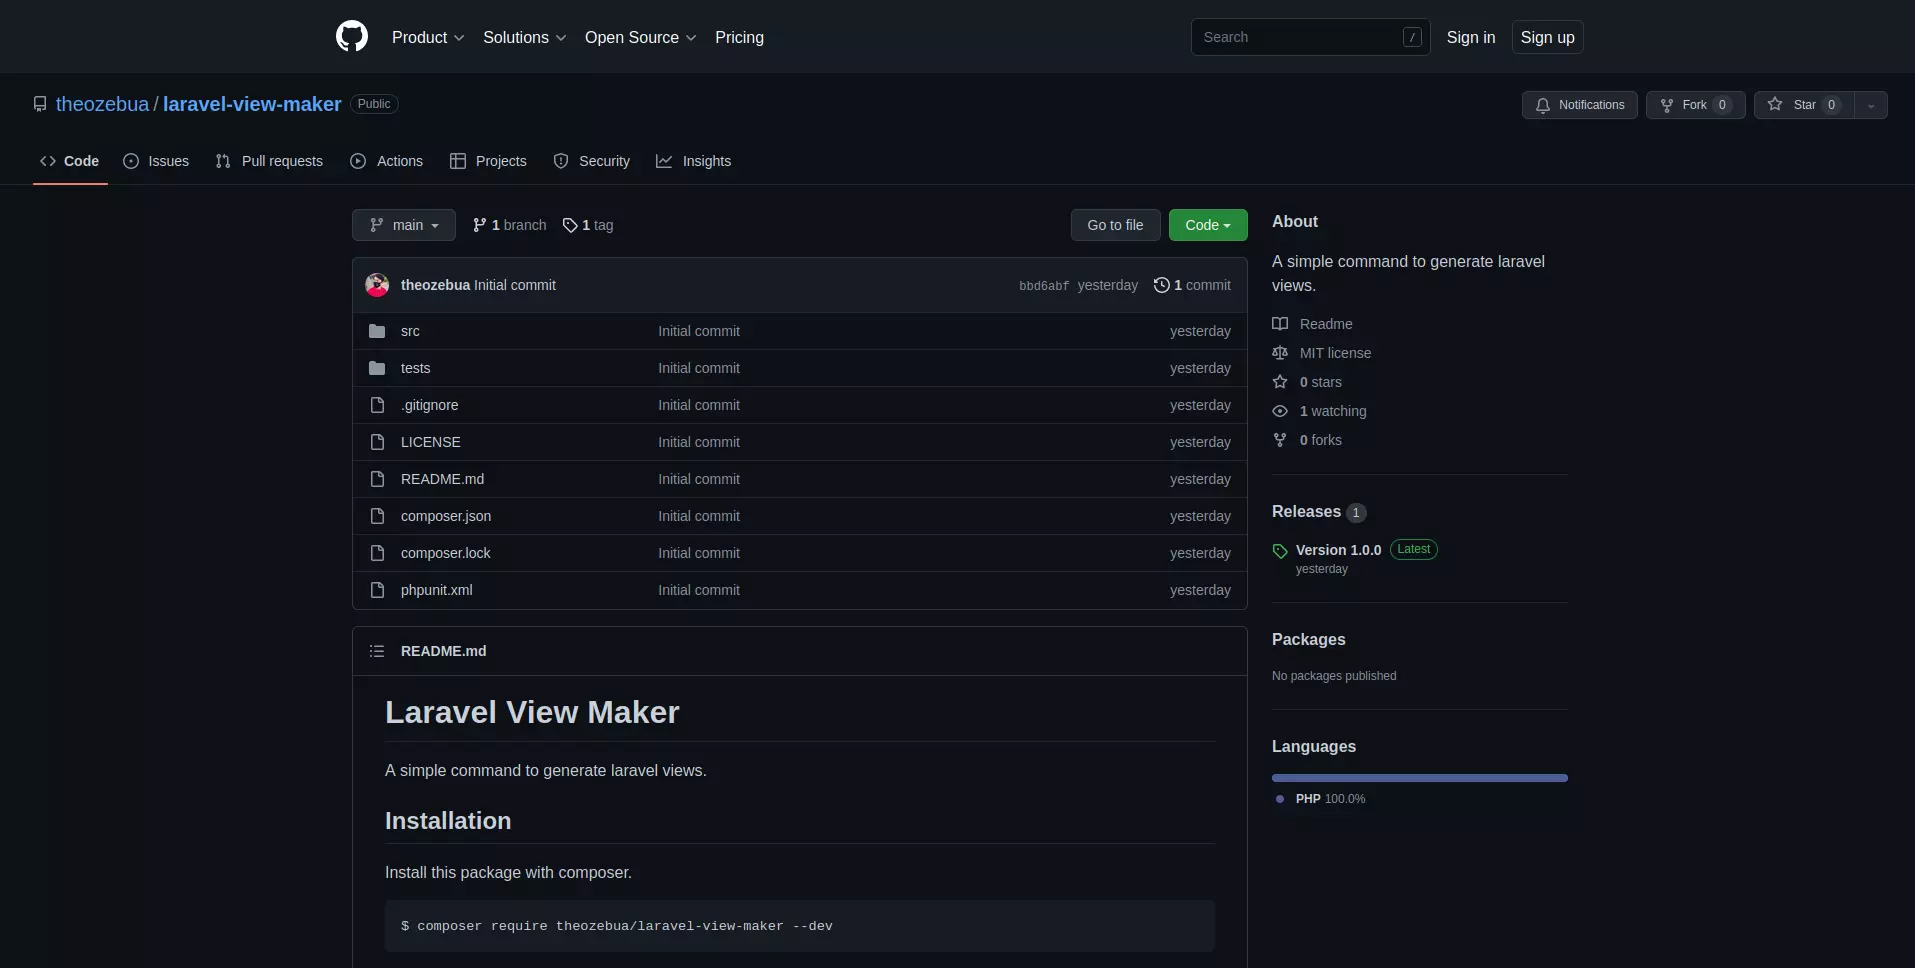 Product Solutions Open Source Pricing Search / Sign in Sign up
theozebua / laravel-view-maker Public Notifications Fork 0 Star 0
Code Issues Pull requests Actions Projects Security Insights
main 1 branch 1 tag Go to file Code
theozebua Initial commit bbd6abf yesterday 1 commit
src Initial commit yesterday
tests Initial commit yesterday
.gitignore Initial commit yesterday
LICENSE Initial commit yesterday
README.md Initial commit yesterday
composer.json Initial commit yesterday
composer.lock Initial commit yesterday
phpunit.xml Initial commit yesterday
README.md
Laravel View Maker
A simple command to generate laravel views.
Installation
Install this package with composer.
$ composer require theozebua/laravel-view-maker --dev
About
A simple command to generate laravel
views.
Readme
MIT license
0 stars
1 watching
0 forks
Releases 1
Version 1.0.0 Latest
yesterday
Packages
No packages published
Languages
PHP 100.0%